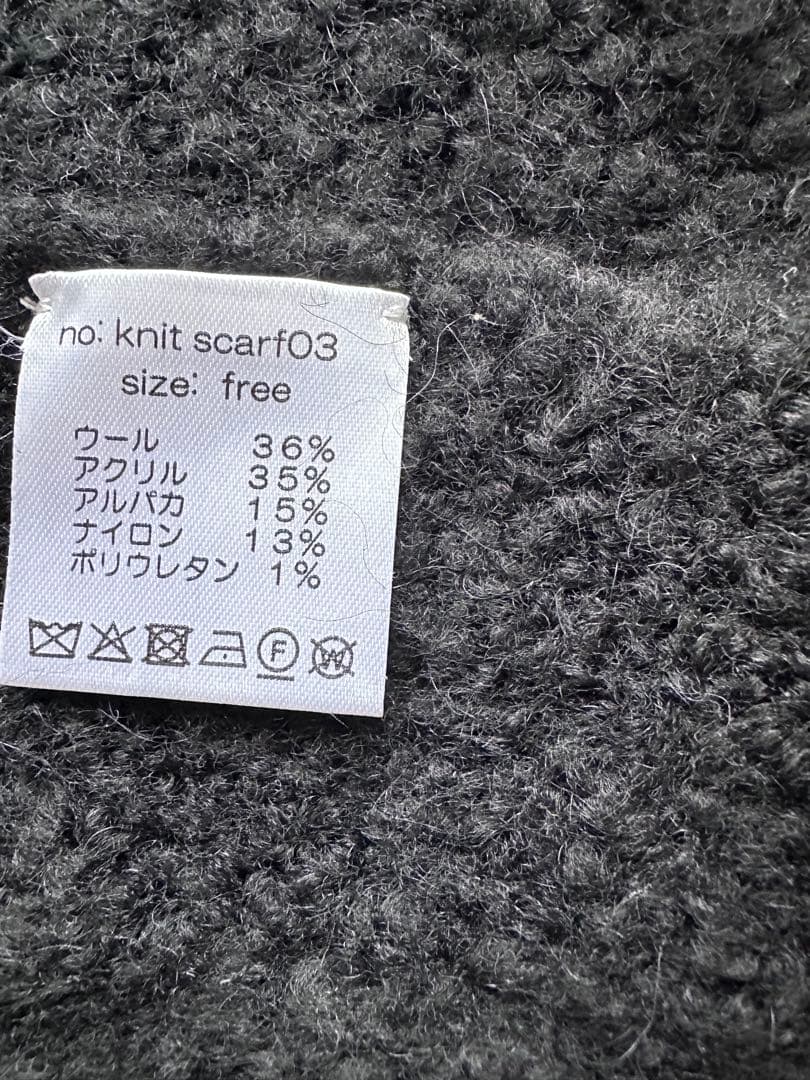 no: knit scarf03
size: free
ウール 36%
アクリル 35%
アルパカ 15%
ナイロン 13%
ポリウレタン 1%
F W